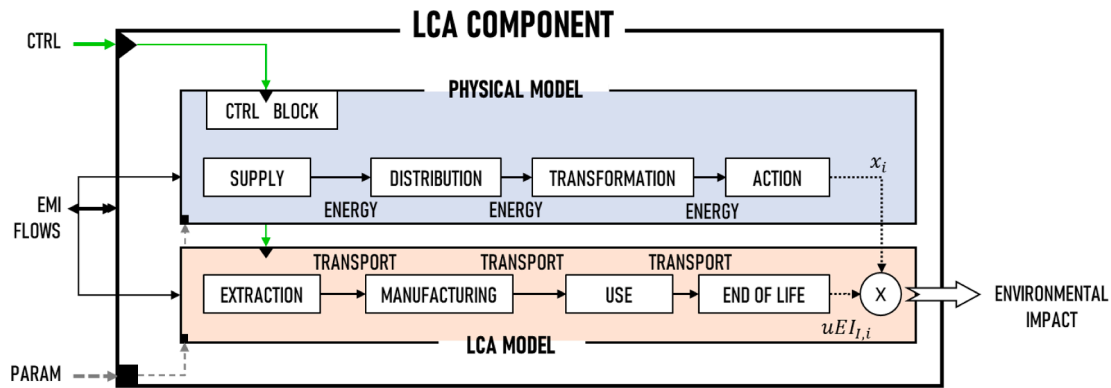 LCA COMPONENT
CTRL
PHYSICAL MODEL
CTRL BLOCK
SUPPLY
DISTRIBUTION
TRANSFORMATION
ACTION
x_i
ENERGY
ENERGY
ENERGY
EMI
FLOWS
TRANSPORT
TRANSPORT
TRANSPORT
EXTRACTION
MANUFACTURING
USE
END OF LIFE
X
uEI_{I,i}
ENVIRONMENTAL
IMPACT
LCA MODEL
PARAM